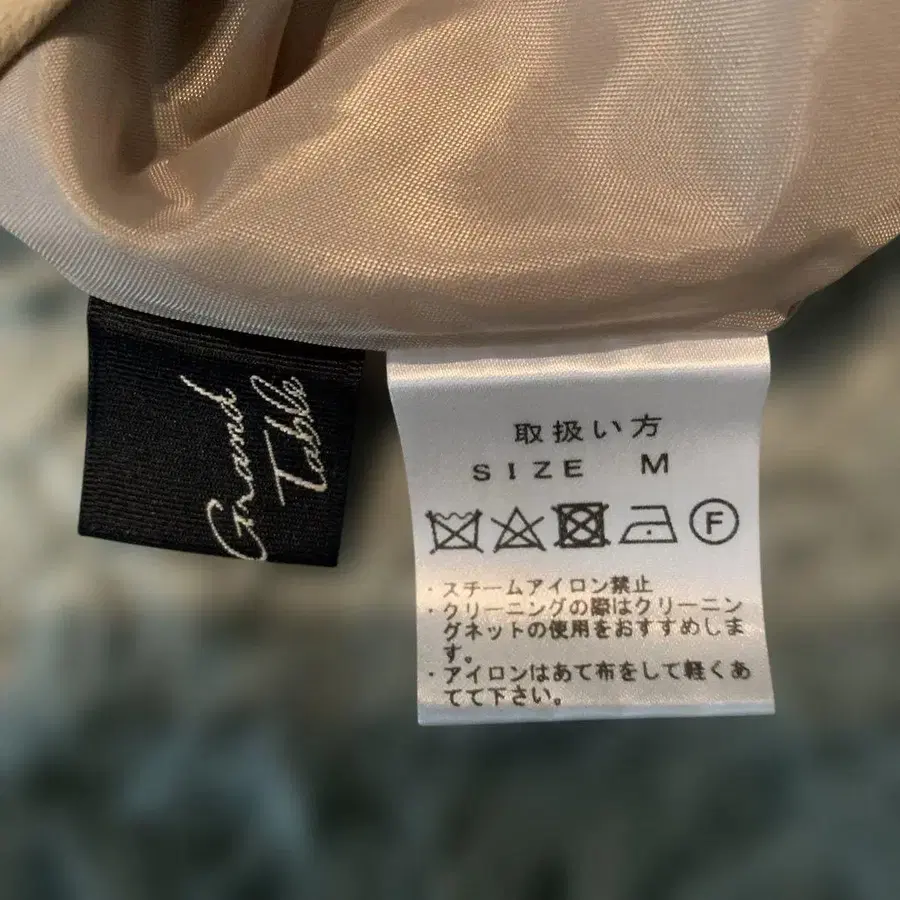 Grand
Table
取扱い方
SIZE M
F
・スチームアイロン禁止
・クリーニングの際はクリーニン
グネットの使用をおすすめしま
す。
・アイロンはあて布をして軽くあ
てて下さい。